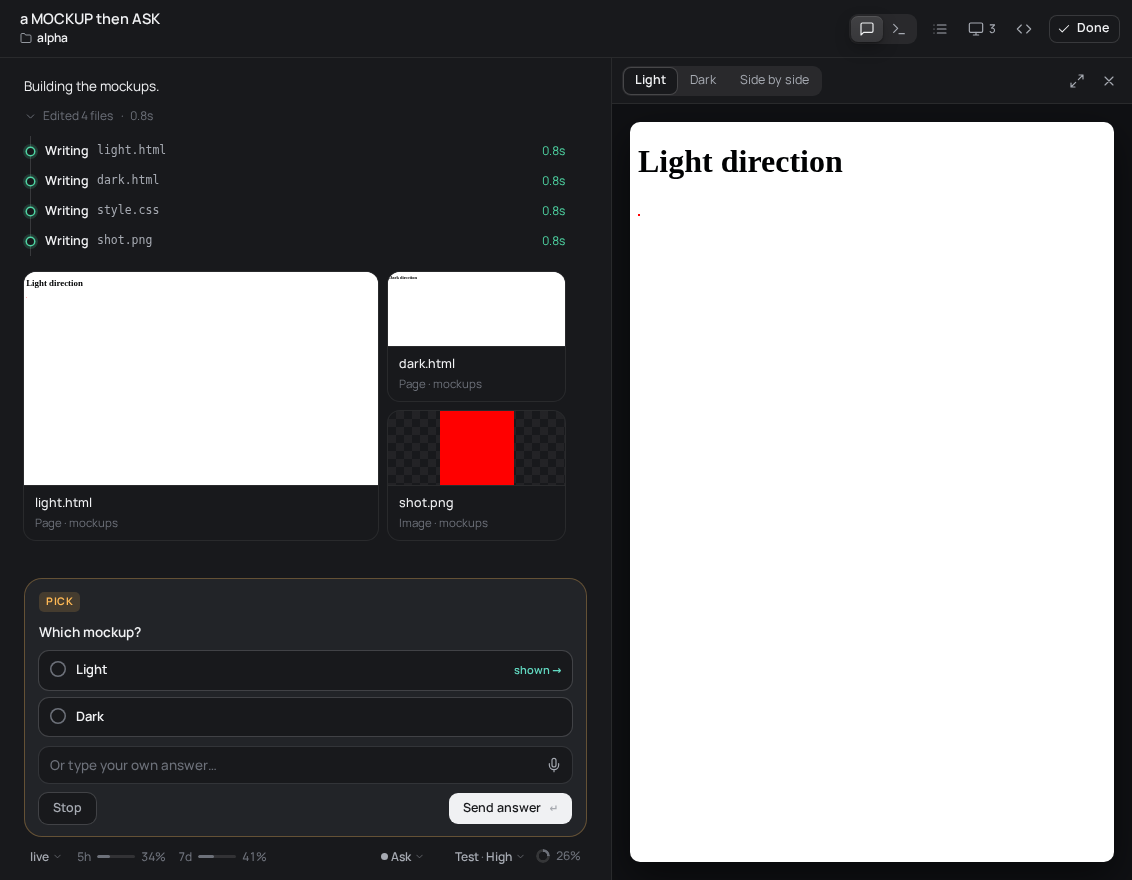 a MOCKUP then ASK
alpha
3
Done
Building the mockups.
Edited 4 files · 0.8s
Writing light.html 0.8s
Writing dark.html 0.8s
Writing style.css 0.8s
Writing shot.png 0.8s
Light direction
light.html
Page · mockups
Dark direction
dark.html
Page · mockups
shot.png
Image · mockups
PICK
Which mockup?
Light shown →
Dark
Or type your own answer…
Stop
Send answer ↵
live 5h 34% 7d 41% Ask Test · High 26%
Light Dark Side by side
Light direction